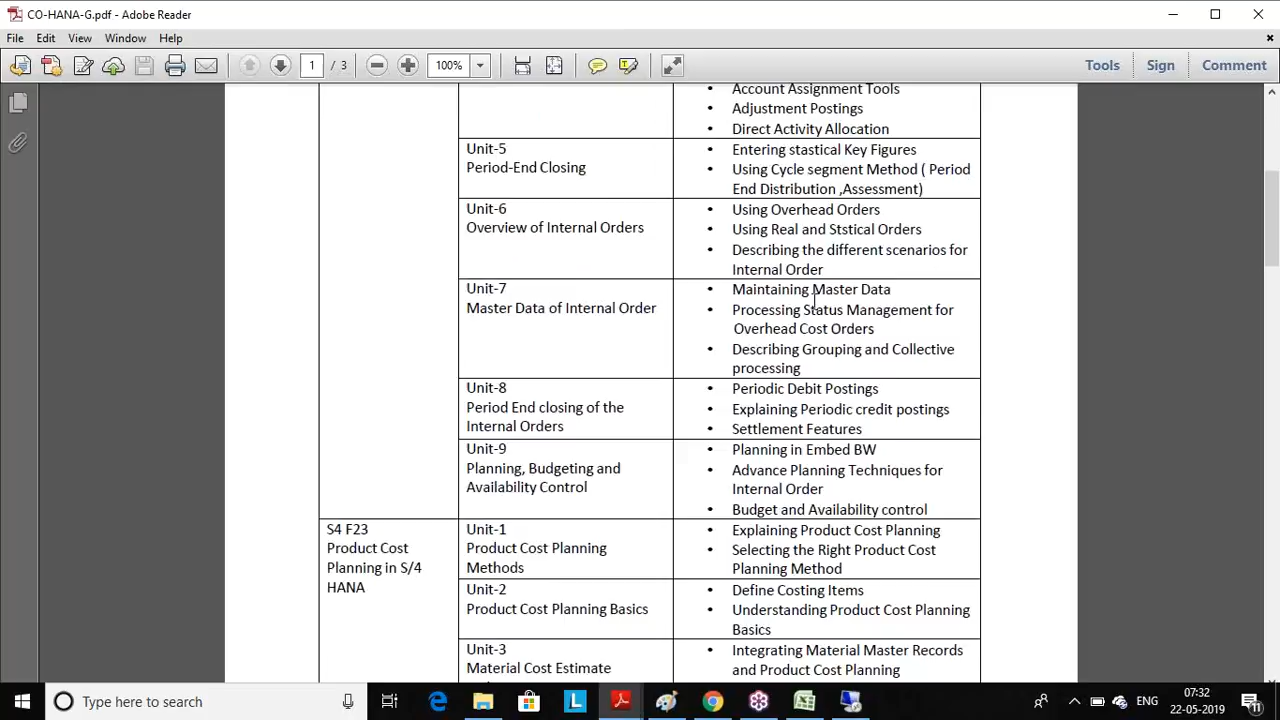 CO-HANA-G.pdf - Adobe Reader
File Edit View Window Help
1 / 3 100% Tools Sign Comment
• Account Assignment Tools
• Adjustment Postings
• Direct Activity Allocation
Unit-5
Period-End Closing
• Entering stastical Key Figures
• Using Cycle segment Method ( Period
End Distribution ,Assessment)
Unit-6
Overview of Internal Orders
• Using Overhead Orders
• Using Real and Ststical Orders
• Describing the different scenarios for
Internal Order
Unit-7
Master Data of Internal Order
• Maintaining Master Data
• Processing Status Management for
Overhead Cost Orders
• Describing Grouping and Collective
processing
Unit-8
Period End closing of the
Internal Orders
• Periodic Debit Postings
• Explaining Periodic credit postings
• Settlement Features
Unit-9
Planning, Budgeting and
Availability Control
• Planning in Embed BW
• Advance Planning Techniques for
Internal Order
• Budget and Availability control
S4 F23
Product Cost
Planning in S/4
HANA
Unit-1
Product Cost Planning
Methods
• Explaining Product Cost Planning
• Selecting the Right Product Cost
Planning Method
Unit-2
Product Cost Planning Basics
• Define Costing Items
• Understanding Product Cost Planning
Basics
Unit-3
Material Cost Estimate
• Integrating Material Master Records
and Product Cost Planning
Type here to search
ENG
07:32
22-05-2019